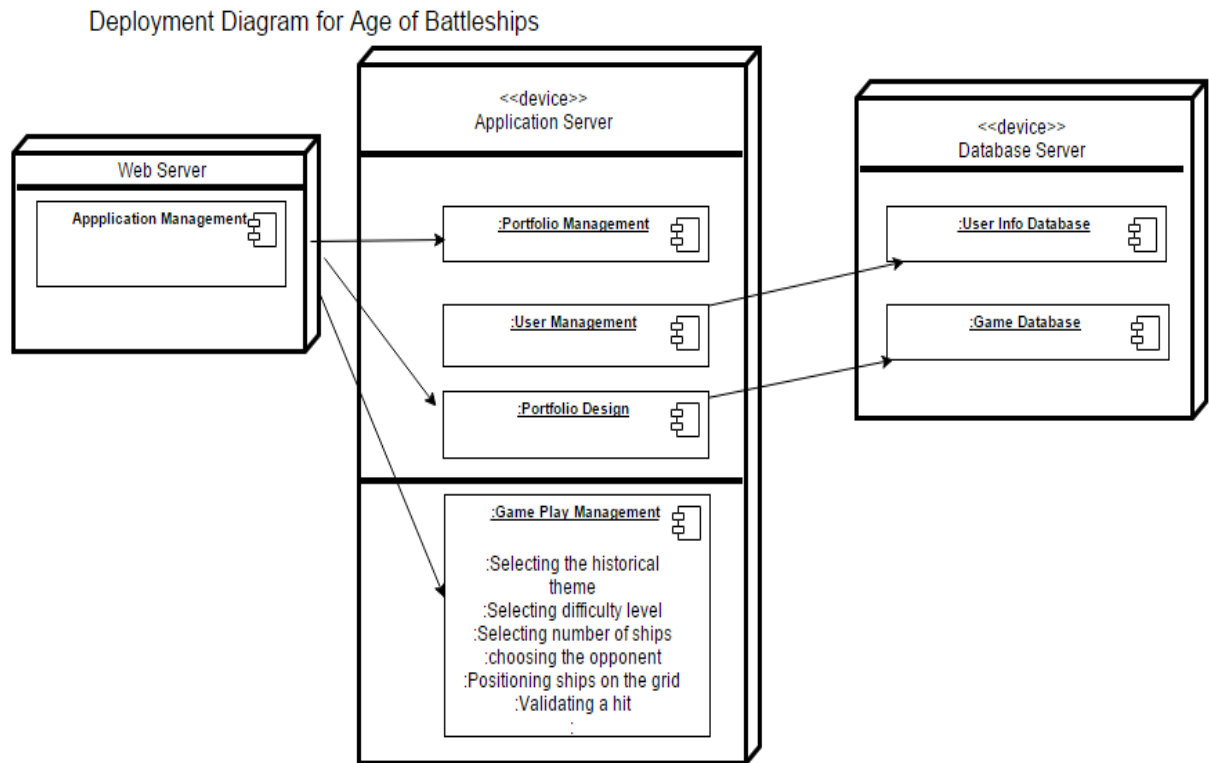 Deployment Diagram for Age of Battleships
Web Server
Appplication Management
<<device>>
Application Server
:Portfolio Management
:User Management
:Portfolio Design
:Game Play Management
:Selecting the historical
theme
:Selecting difficulty level
:Selecting number of ships
:choosing the opponent
:Positioning ships on the grid
:Validating a hit
:
<<device>>
Database Server
:User Info Database
:Game Database